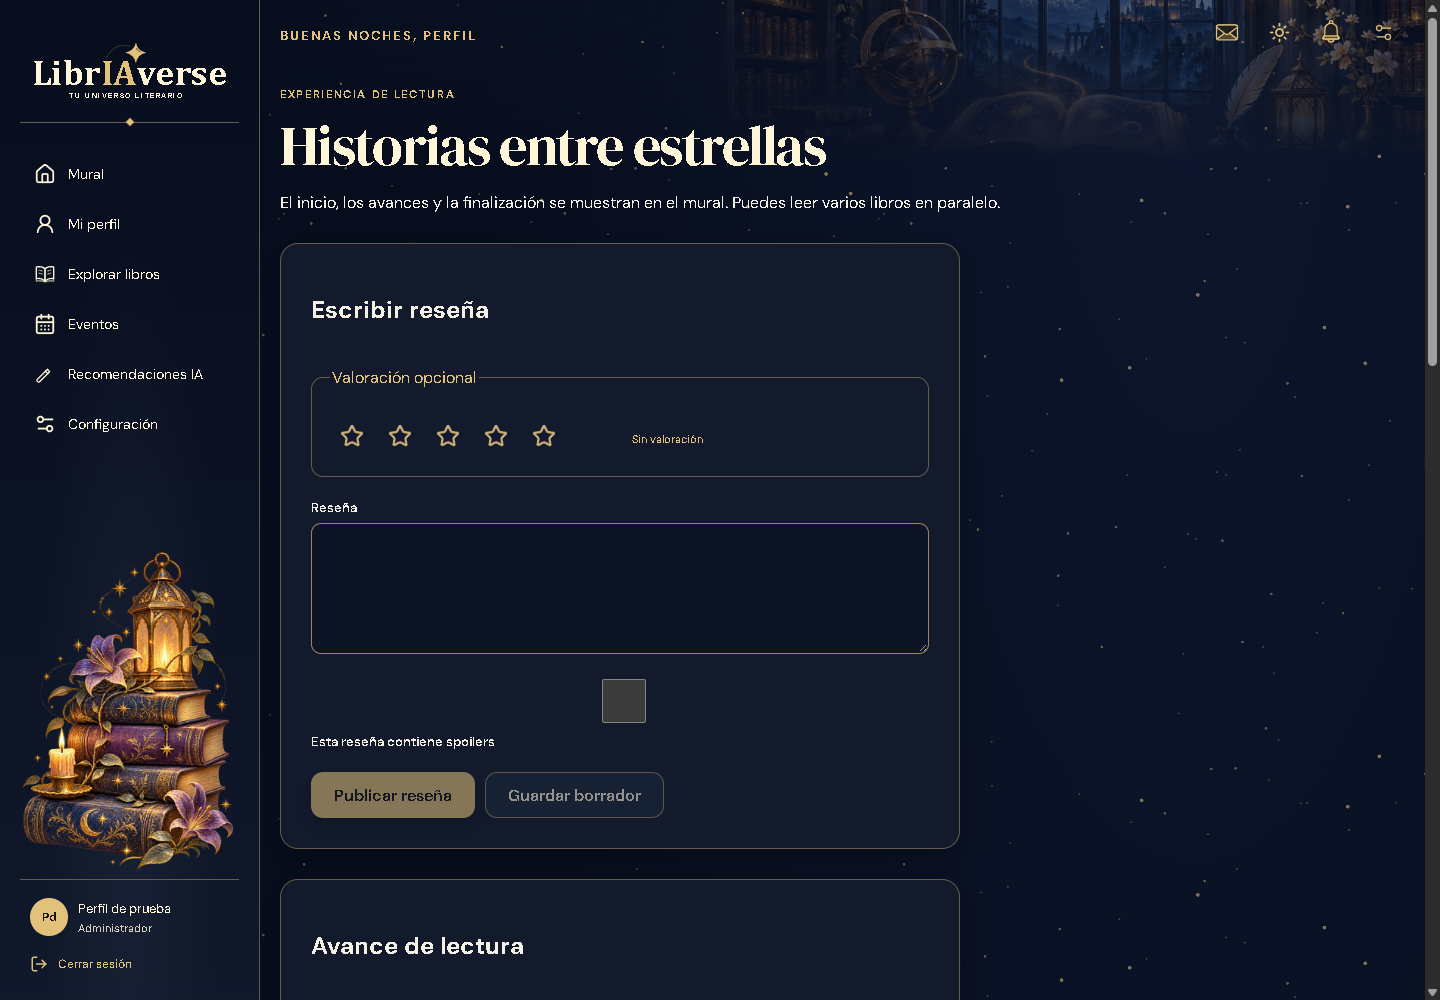 LibrIAverse
TU UNIVERSO LITERARIO
Mural
Mi perfil
Explorar libros
Eventos
Recomendaciones IA
Configuración
Pd
Perfil de prueba
Administrador
Cerrar sesión
BUENAS NOCHES, PERFIL
EXPERIENCIA DE LECTURA
Historias entre estrellas
El inicio, los avances y la finalización se muestran en el mural. Puedes leer varios libros en paralelo.
Escribir reseña
Valoración opcional
Sin valoración
Reseña
Esta reseña contiene spoilers
Publicar reseña
Guardar borrador
Avance de lectura